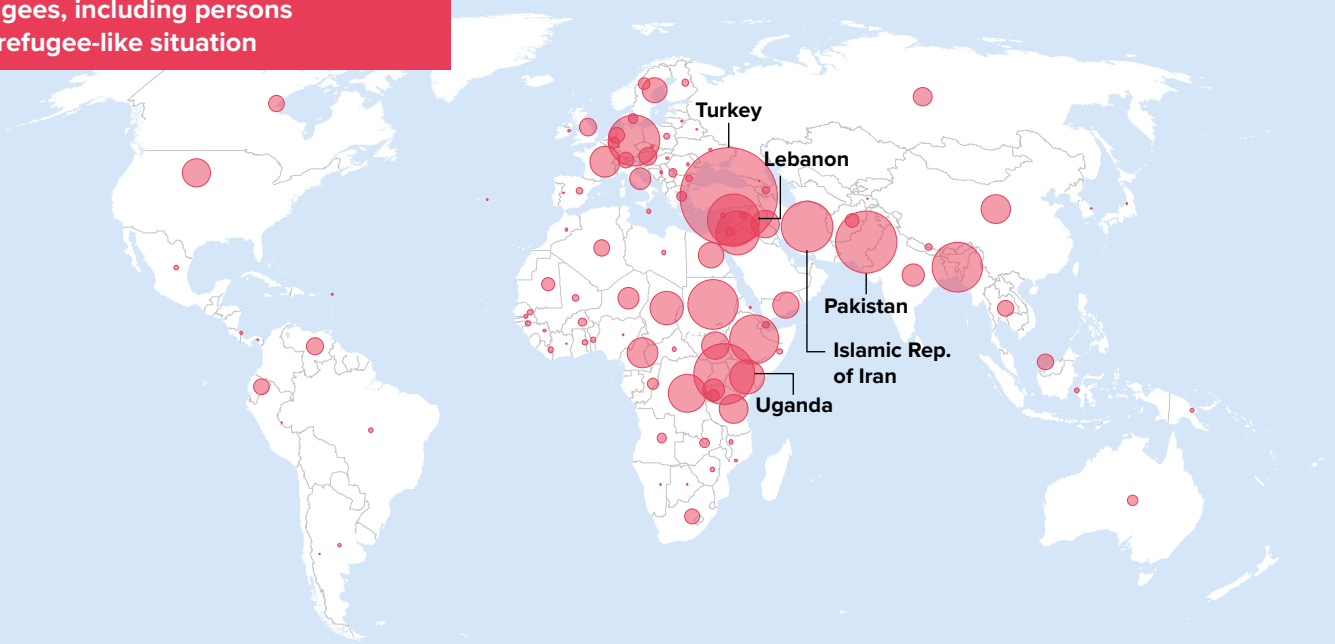 gees, including persons
refugee-like situation
Turkey
Lebanon
Pakistan
Islamic Rep.
of Iran
Uganda